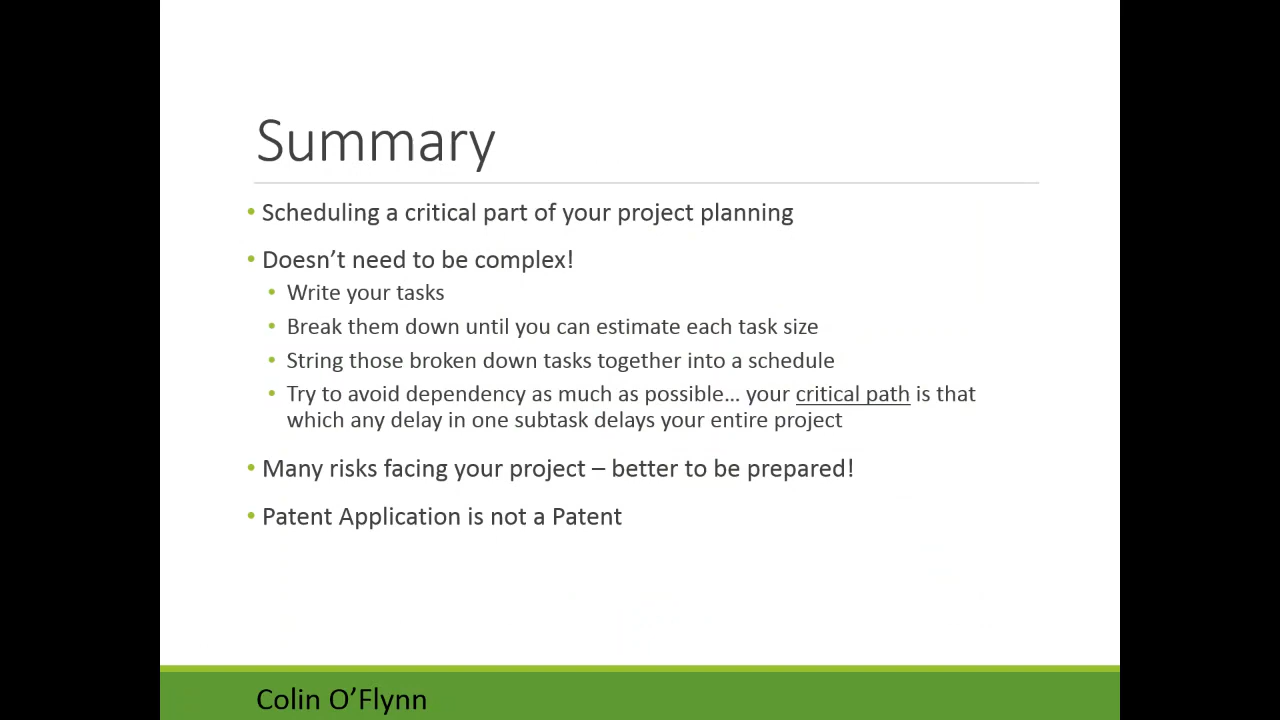 Summary
• Scheduling a critical part of your project planning
• Doesn’t need to be complex!
• Write your tasks
• Break them down until you can estimate each task size
• String those broken down tasks together into a schedule
• Try to avoid dependency as much as possible… your critical path is that
which any delay in one subtask delays your entire project
• Many risks facing your project – better to be prepared!
• Patent Application is not a Patent
Colin O’Flynn